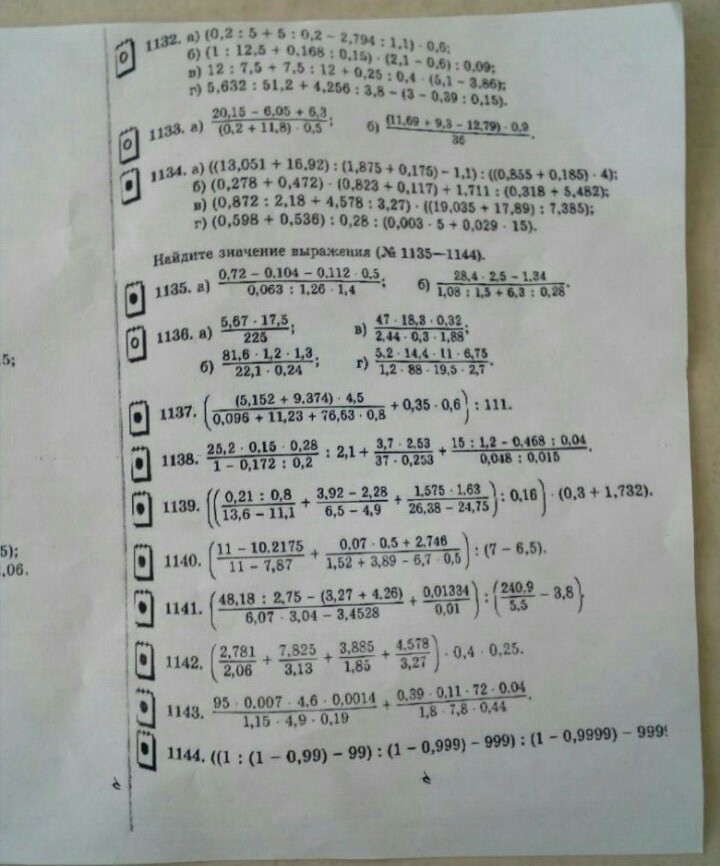 1132. а) (0,2 : 5 + 5 : 0,2 − 2,794 : 1,1) · 0,6;
б) (1 : 12,5 + 0,168 : 0,15) · (2,1 − 0,6) : 0,09;
в) 12 : 7,5 + 7,5 : 12 + 0,25 : 0,4 · (5,1 − 3,86);
г) 5,632 : 51,2 + 4,256 : 3,8 − (3 − 0,39 : 0,15).
1133. а) (20,15 − 6,05 + 6,3)/((0,2 + 11,8) · 0,5); б) ((11,69 + 9,3 − 12,79) · 0,9)/36.
1134. а) ((13,051 + 16,92) : (1,875 + 0,175) − 1,1) : ((0,855 + 0,185) · 4);
б) (0,278 + 0,472) · (0,823 + 0,117) + 1,711 : (0,318 + 5,482);
в) (0,872 : 2,18 + 4,578 : 3,27) · ((19,035 + 17,89) : 7,385);
г) (0,598 + 0,536) : 0,28 : (0,003 · 5 + 0,029 · 15).
Найдите значение выражения (№ 1135—1144).
1135. а) (0,72 − 0,104 − 0,112 · 0,5)/(0,063 : 1,26 · 1,4); б) (28,4 · 2,5 − 1,34)/(1,08 : 1,5 + 6,3 : 0,28).
1136. а) (5,67 · 17,5)/225; в) (47 · 18,3 · 0,32)/(2,44 · 0,3 · 1,88);
5;
б) (81,6 · 1,2 · 1,3)/(22,1 · 0,24); г) (5,2 · 14,4 · 11 · 6,75)/(1,2 · 88 · 19,5 · 2,7).
1137. ((5,152 + 9,374) · 4,5/(0,096 + 11,23 + 76,63 · 0,8) + 0,35 · 0,6) : 111.
1138. (25,2 · 0,15 · 0,28)/(1 − 0,172 : 0,2) : 2,1 + (3,7 · 2,53)/(37 · 0,253) + (15 : 1,2 − 0,468 : 0,04)/(0,048 : 0,015).
1139. (((0,21 : 0,8)/(13,6 − 11,1) + (3,92 − 2,28)/(6,5 − 4,9) + (1,575 · 1,63)/(26,38 − 24,75)) : 0,16) · (0,3 + 1,732).
5);
1140. ((11 − 10,2175)/(11 − 7,87) + (0,07 · 0,5 + 2,746)/(1,52 + 3,89 − 6,7 · 0,5)) : (7 − 6,5).
,06.
1141. ((48,18 : 2,75 − (3,27 + 4,26))/(6,07 · 3,04 − 3,4528) + 0,01334/0,01) : (240,9/5,5 − 3,8)
1142. (2,781/2,06 + 7,825/3,13 + 3,885/1,85 + 4,578/3,27) · 0,4 · 0,25.
1143. (95 · 0,007 · 4,6 · 0,0014)/(1,15 · 4,9 · 0,19) + (0,39 · 0,11 · 72 · 0,04)/(1,8 · 7,8 · 0,44).
1144. ((1 : (1 − 0,99) − 99) : (1 − 0,999) − 999) : (1 − 0,9999) − 999